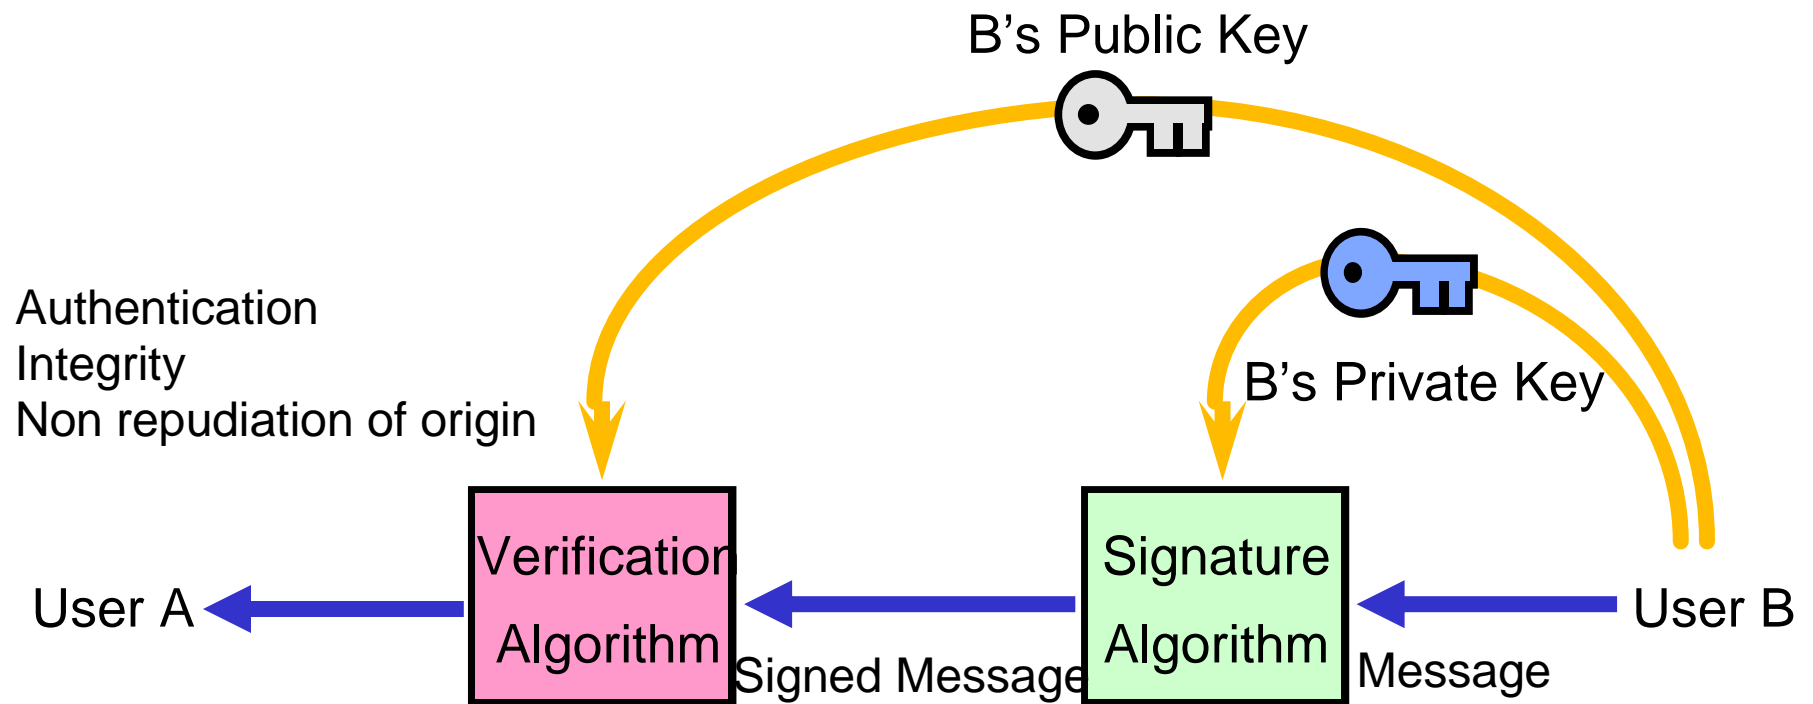 B’s Public Key
Authentication
Integrity
Non repudiation of origin
B’s Private Key
Verification
Algorithm
Signature
Algorithm
User A
User B
Signed Message
Message